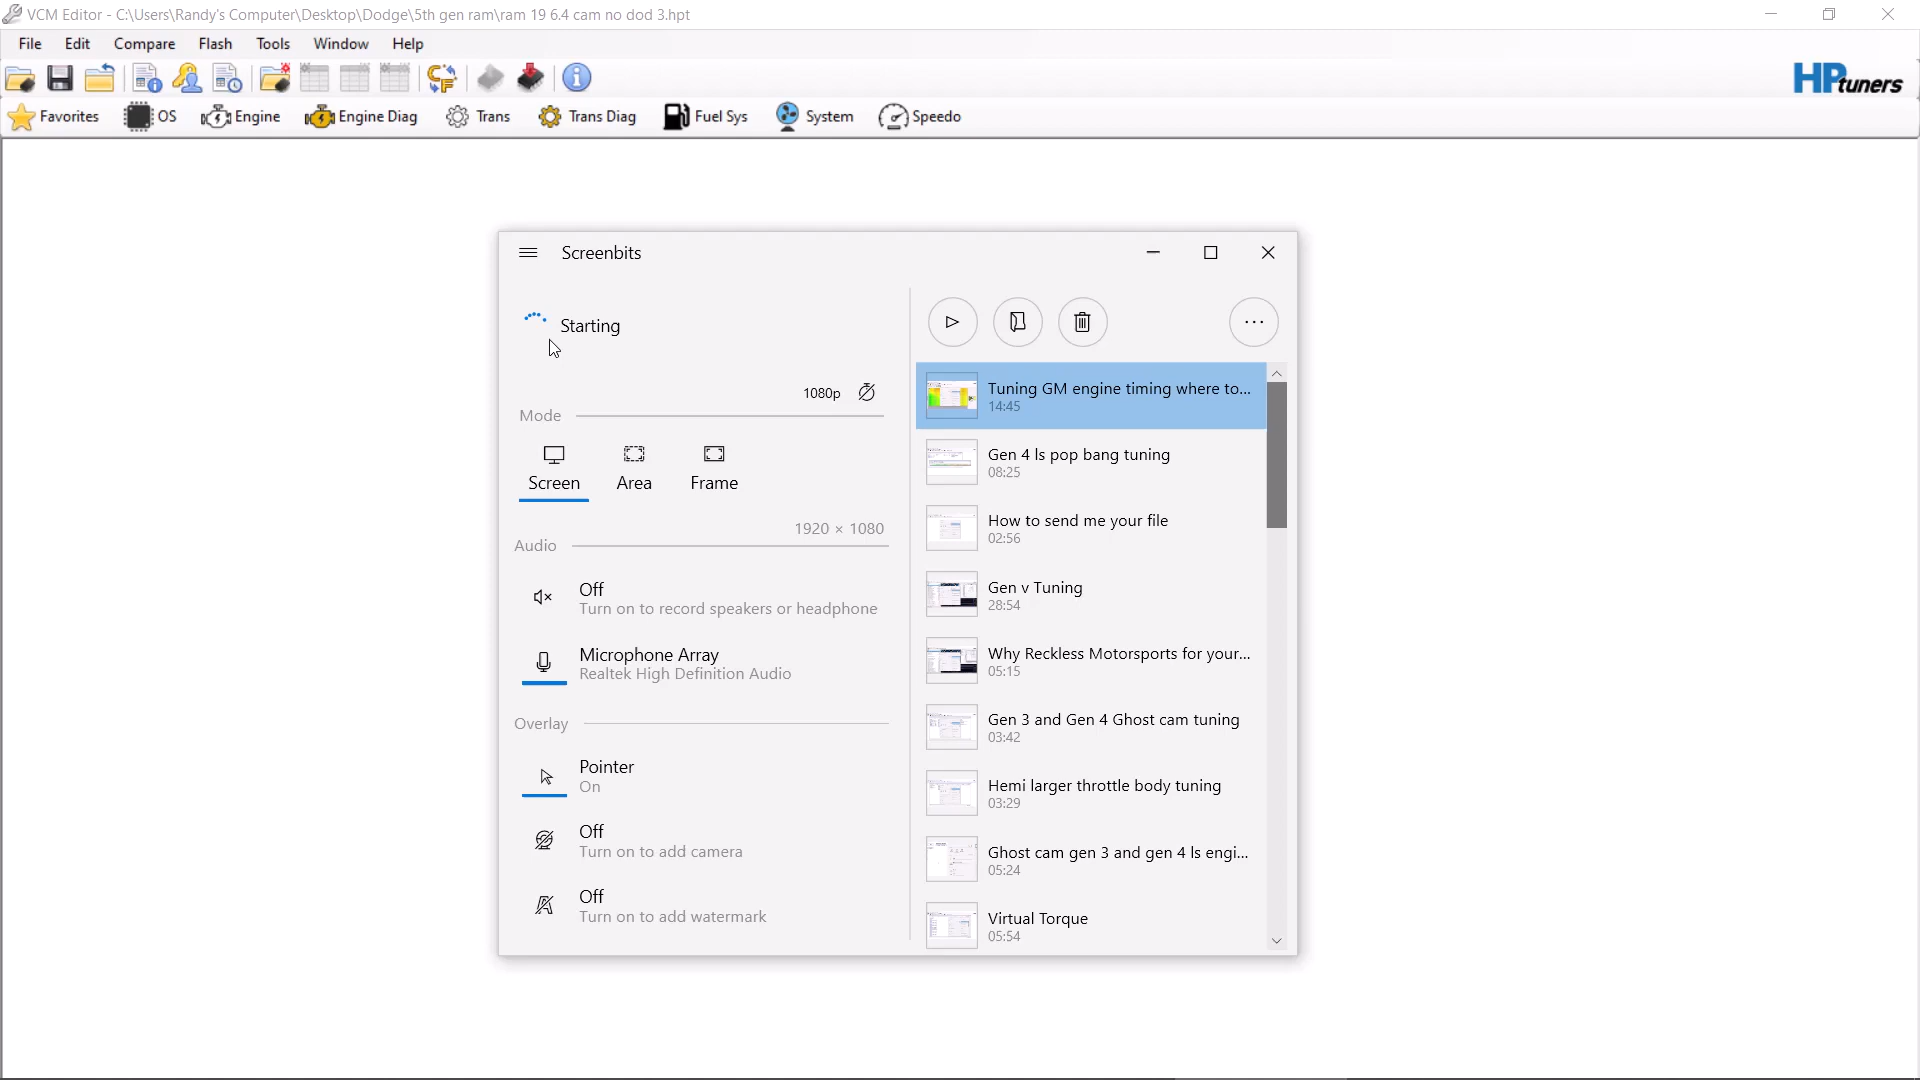 VCM Editor - C:\Users\Randy's Computer\Desktop\Dodge\5th gen ram\ram 19 6.4 cam no dod 3.hpt
File Edit Compare Flash Tools Window Help
HPtuners
Favorites OS Engine Engine Diag Trans Trans Diag Fuel Sys System Speedo
Screenbits
Starting
1080p
Mode
Screen Area Frame
1920 × 1080
Audio
Off
Turn on to record speakers or headphone
Microphone Array
Realtek High Definition Audio
Overlay
Pointer
On
Off
Turn on to add camera
Off
Turn on to add watermark
Tuning GM engine timing where to...
14:45
Gen 4 ls pop bang tuning
08:25
How to send me your file
02:56
Gen v Tuning
28:54
Why Reckless Motorsports for your...
05:15
Gen 3 and Gen 4 Ghost cam tuning
03:42
Hemi larger throttle body tuning
03:29
Ghost cam gen 3 and gen 4 ls engi...
05:24
Virtual Torque
05:54